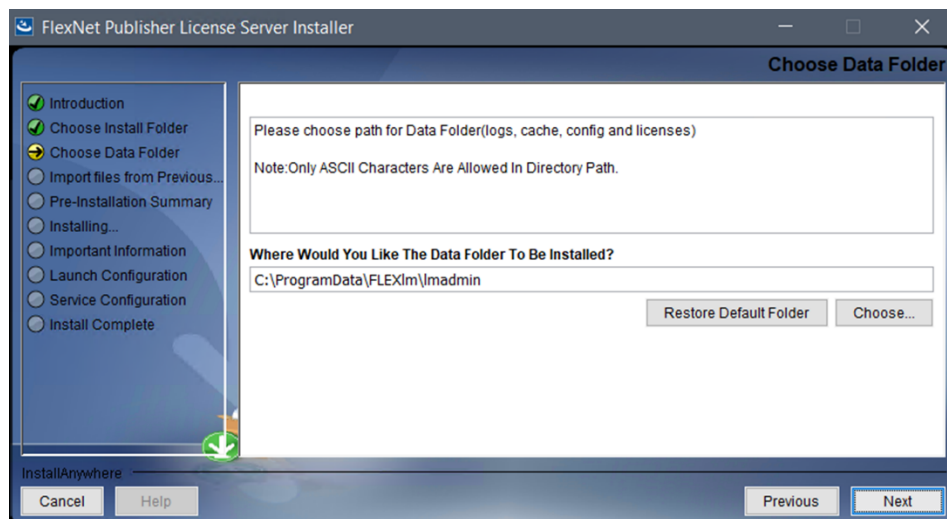 FlexNet Publisher License Server Installer
Choose Data Folder
Introduction
Choose Install Folder
Choose Data Folder
Import files from Previous...
Pre-Installation Summary
Installing...
Important Information
Launch Configuration
Service Configuration
Install Complete
Please choose path for Data Folder(logs, cache, config and licenses)
Note:Only ASCII Characters Are Allowed In Directory Path.
Where Would You Like The Data Folder To Be Installed?
C:\ProgramData\FLEXlm\lmadmin
Restore Default Folder
Choose...
InstallAnywhere
Cancel
Help
Previous
Next